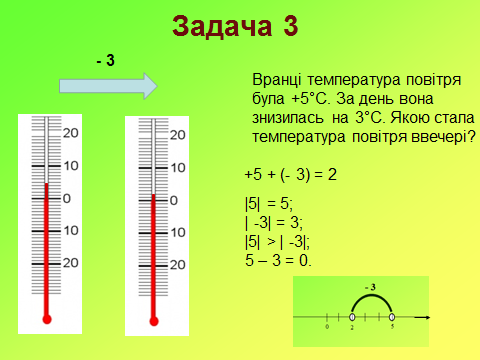 Задача 3
- 3
Вранці температура повітря
була +5°С. За день вона
знизилась на 3°С. Якою стала
температура повітря ввечері?
+5 + (- 3) = 2
|5| = 5;
| -3| = 3;
|5| > | -3|;
5 – 3 = 0.
20
10
0
10
20
20
10
0
10
20
- 3
0 2 5